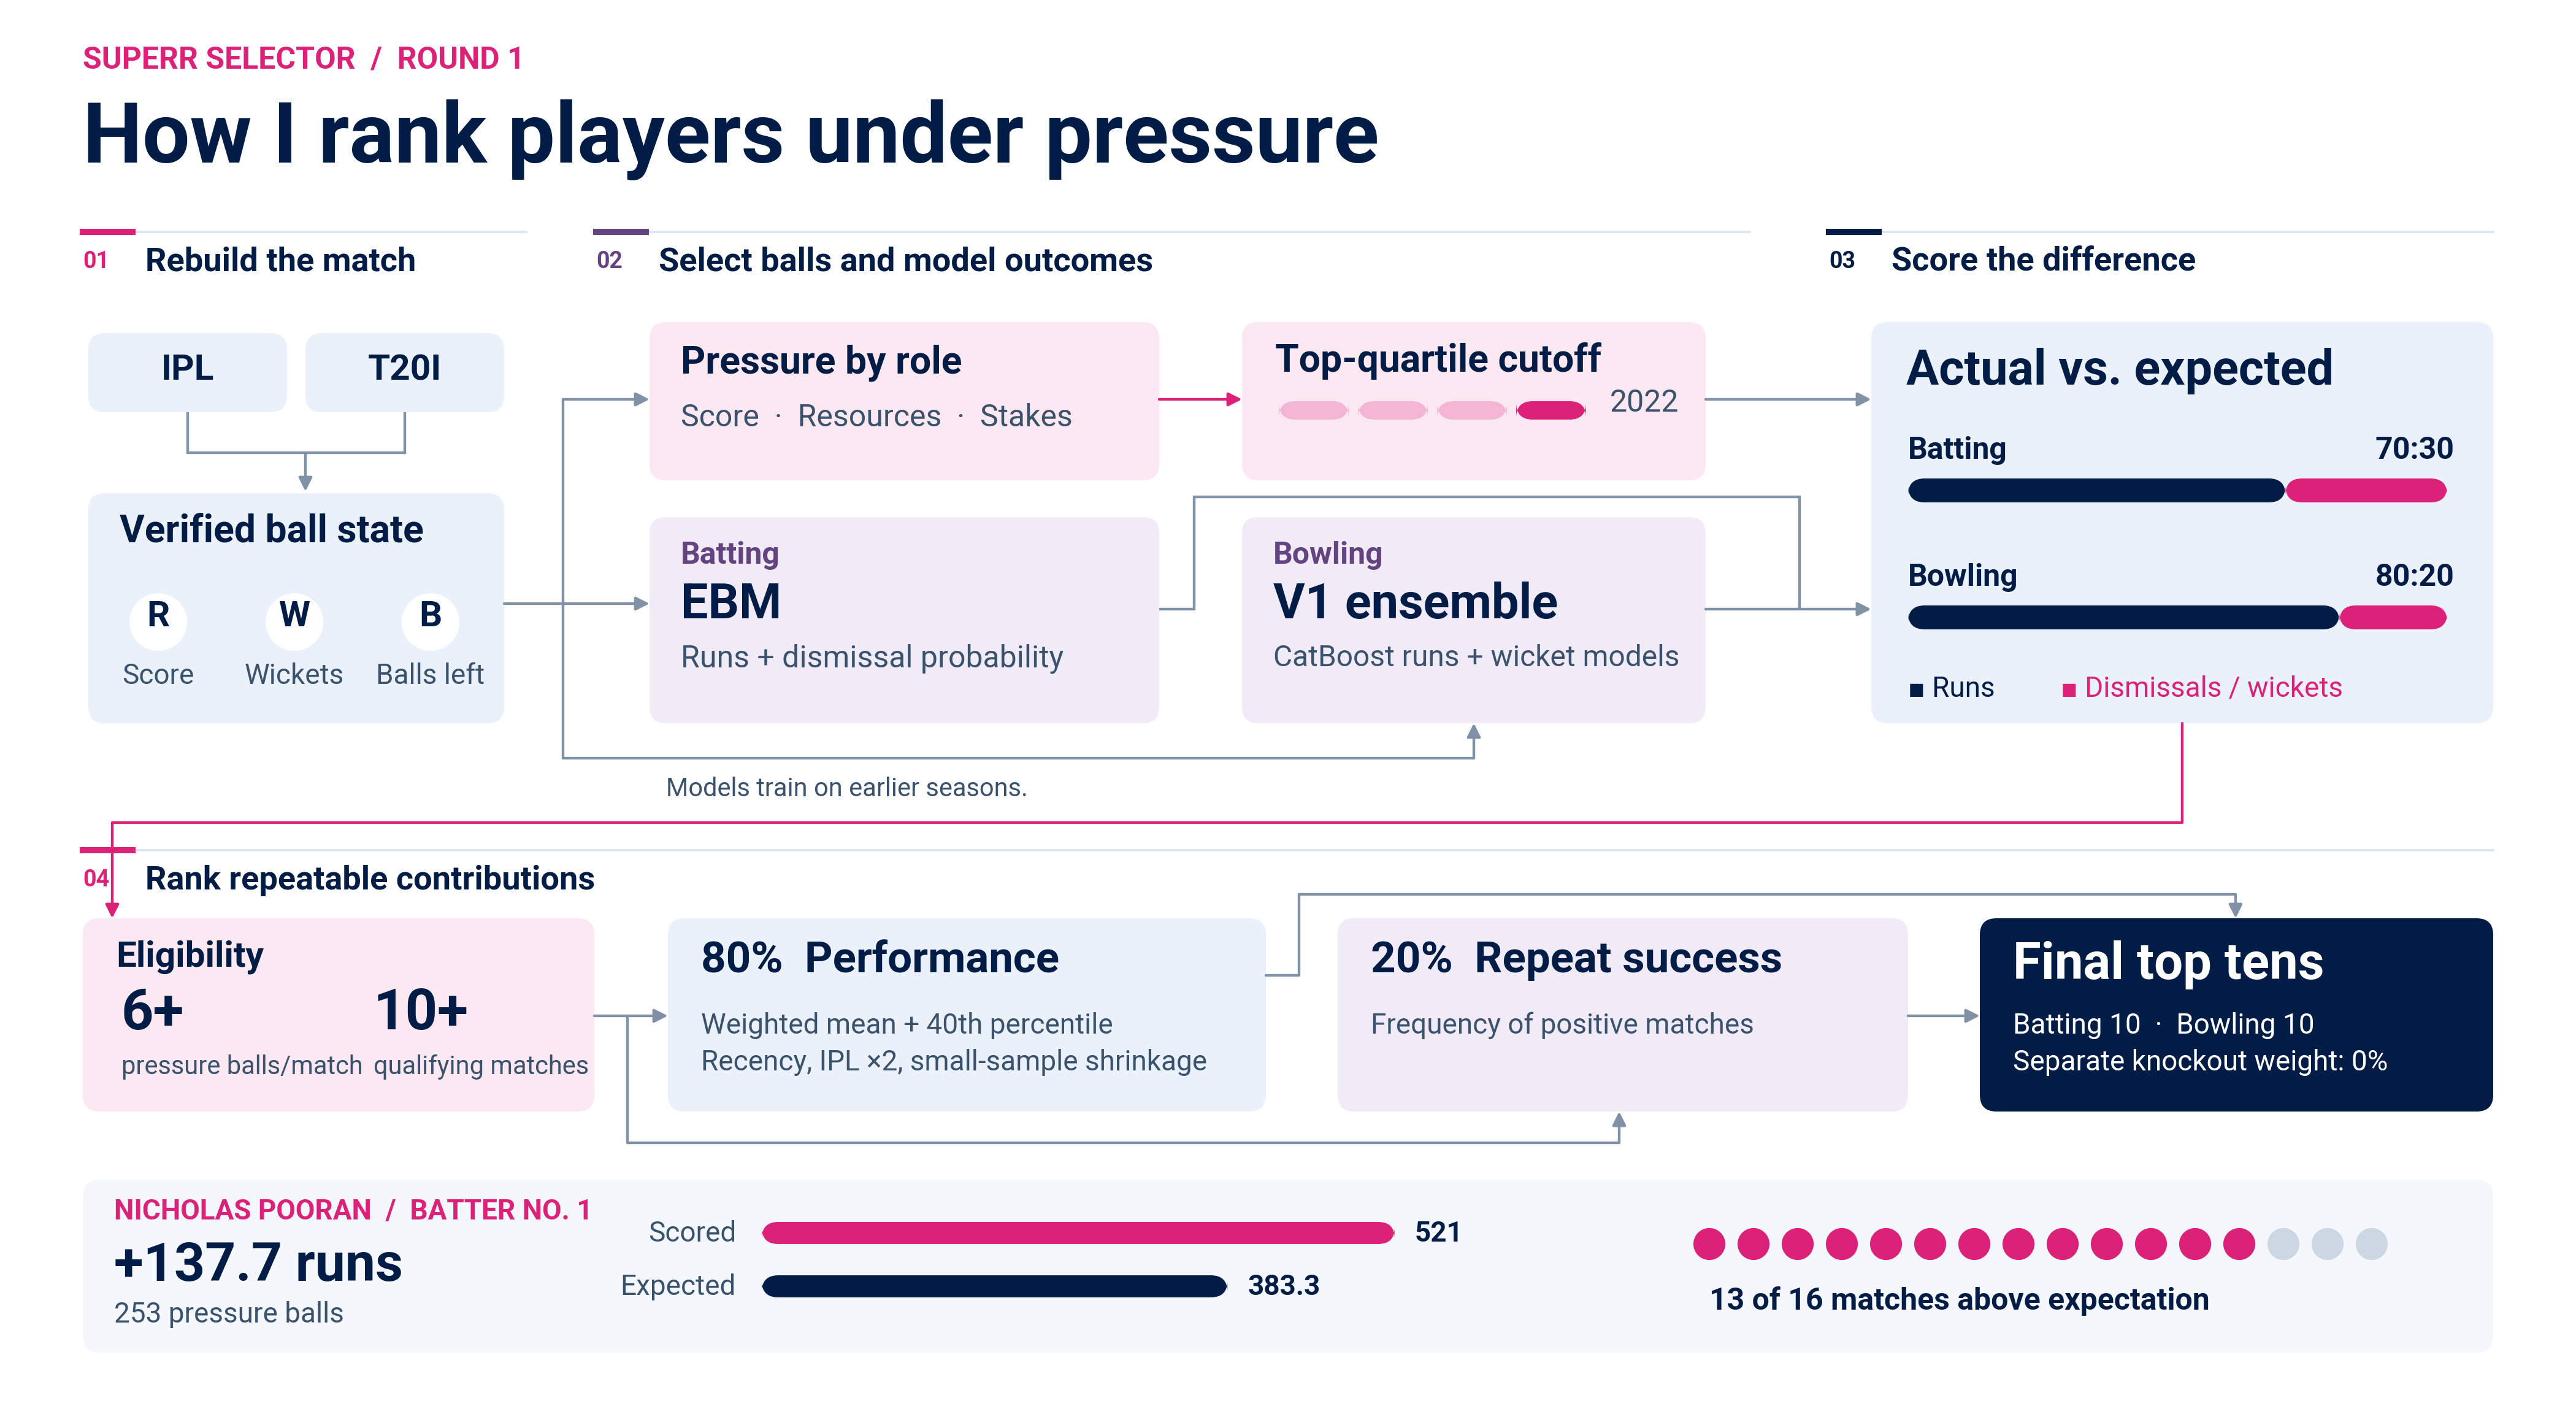 SUPERR SELECTOR / ROUND 1
How I rank players under pressure
01 Rebuild the match
02 Select balls and model outcomes
03 Score the difference
IPL
T20I
Verified ball state
R
W
B
Score
Wickets
Balls left
Pressure by role
Score · Resources · Stakes
Top-quartile cutoff
2022
Batting
EBM
Runs + dismissal probability
Bowling
V1 ensemble
CatBoost runs + wicket models
Models train on earlier seasons.
Actual vs. expected
Batting 70:30
Bowling 80:20
Runs
Dismissals / wickets
04 Rank repeatable contributions
Eligibility
6+
10+
pressure balls/match
qualifying matches
80% Performance
Weighted mean + 40th percentile
Recency, IPL ×2, small-sample shrinkage
20% Repeat success
Frequency of positive matches
Final top tens
Batting 10 · Bowling 10
Separate knockout weight: 0%
NICHOLAS POORAN / BATTER NO. 1
+137.7 runs
253 pressure balls
Scored 521
Expected 383.3
13 of 16 matches above expectation